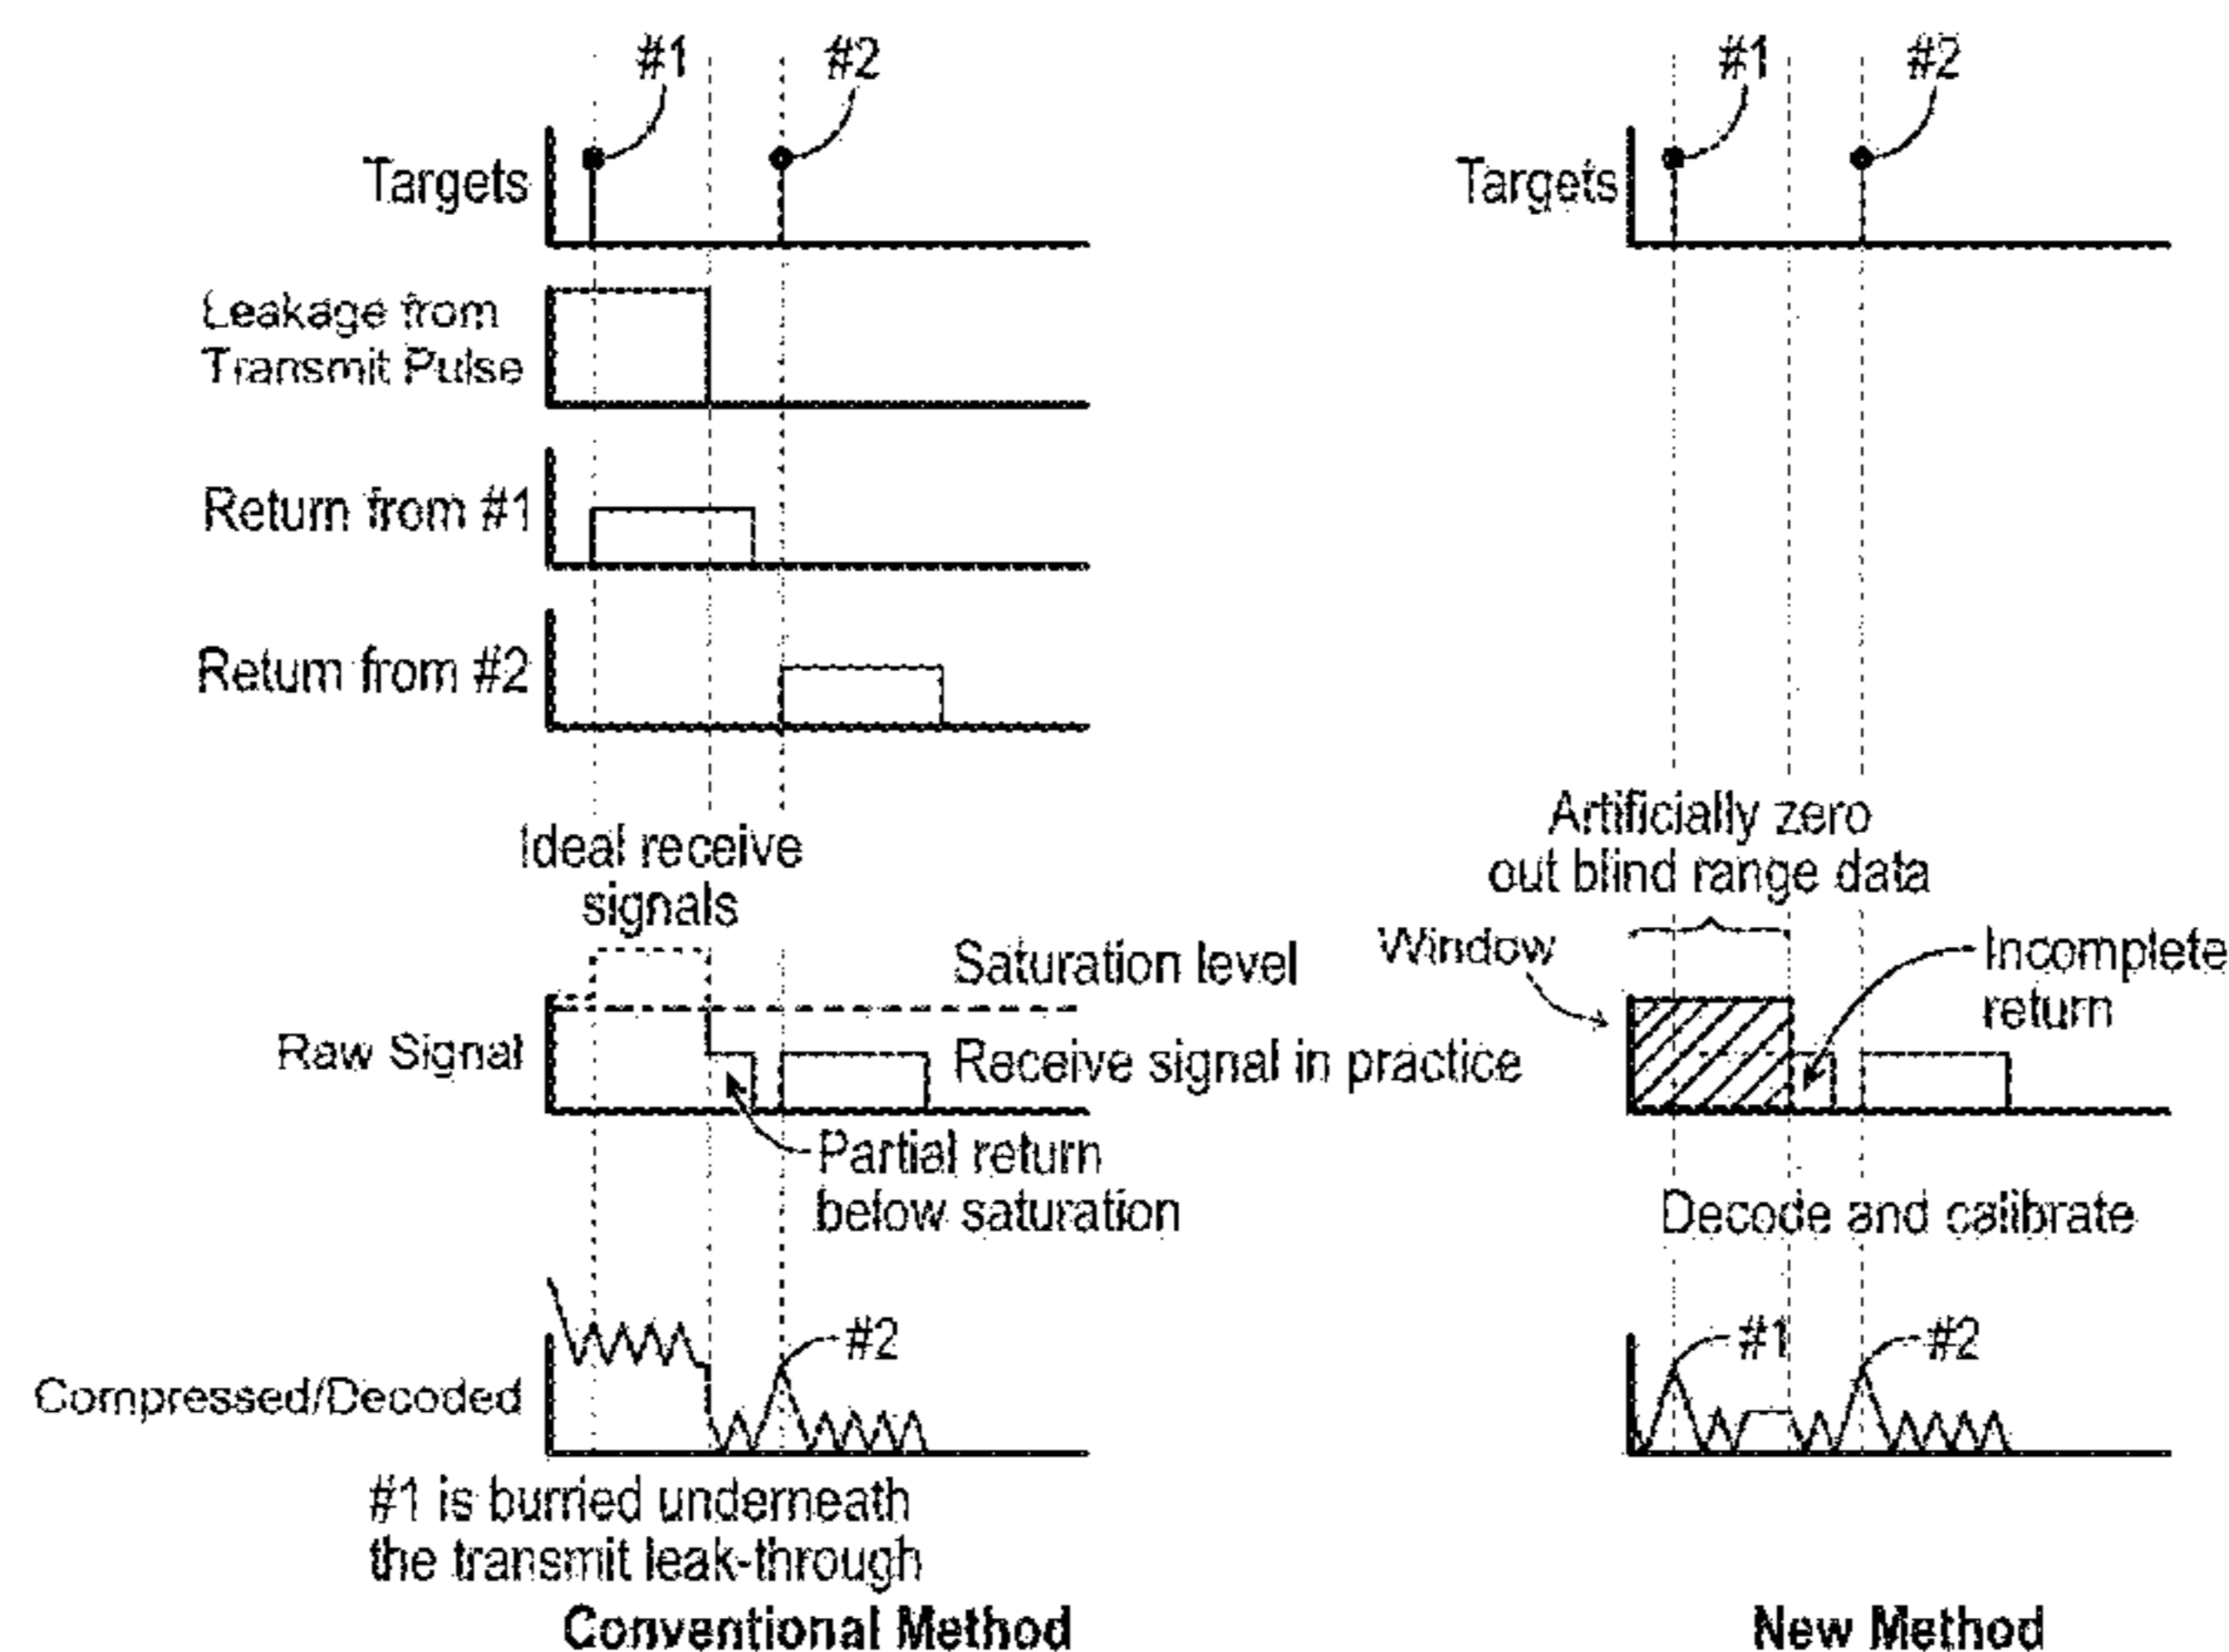 #1
#2
Targets
Leakage from
Transmit Pulse
Return from #1
Return from #2
Ideal receive
signals
Saturation level
Raw Signal
Receive signal in practice
Partial return
below saturation
#2
Compressed/Decoded
#1 is burried underneath
the transmit leak-through
Conventional Method
#1
#2
Targets
Artificially zero
out blind range data
Window
Incomplete
return
Decode and calibrate
#1
#2
New Method